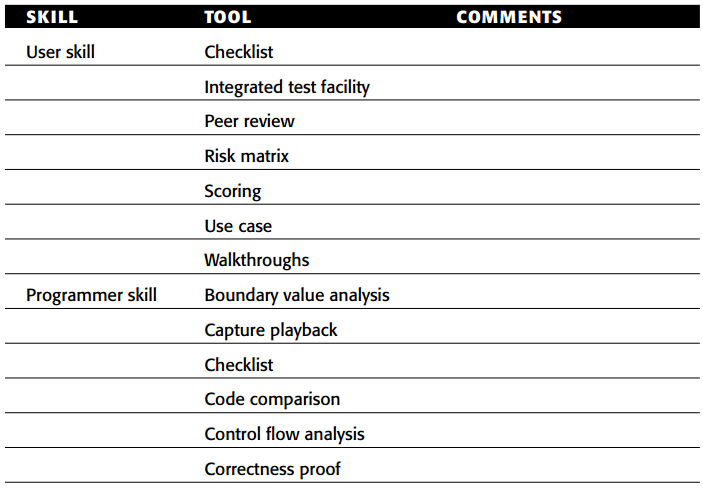 SKILL TOOL COMMENTS
User skill Checklist
Integrated test facility
Peer review
Risk matrix
Scoring
Use case
Walkthroughs
Programmer skill Boundary value analysis
Capture playback
Checklist
Code comparison
Control flow analysis
Correctness proof